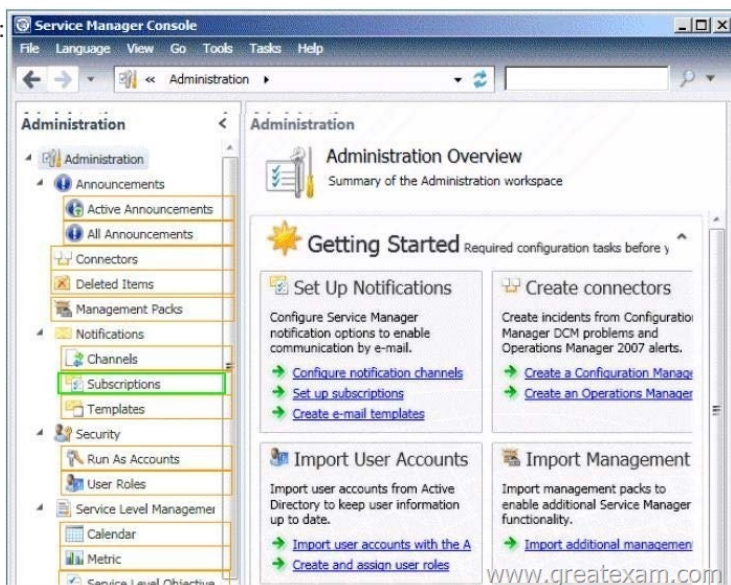 :
Service Manager Console
File Language View Go Tools Tasks Help
« Administration
Administration <
Administration
Announcements
Active Announcements
All Announcements
Connectors
Deleted Items
Management Packs
Notifications
Channels
Subscriptions
Templates
Security
Run As Accounts
User Roles
Service Level Managemer
Calendar
Metric
Service Level Objective
Administration
Administration Overview
Summary of the Administration workspace
Getting Started Required configuration tasks before y
Set Up Notifications
Configure Service Manager
notification options to enable
communication by e-mail.
Configure notification channels
Set up subscriptions
Create e-mail templates
Create connectors
Create incidents from Configuration
Manager DCM problems and
Operations Manager 2007 alerts.
Create a Configuration Manage
Create an Operations Manager
Import User Accounts
Import user accounts from Active
Directory to keep user information
up to date.
Import user accounts with the A
Create and assign user roles
Import Management
Import management packs to
enable additional Service Manager
functionality.
Import additional managemen
www.greatexam.com